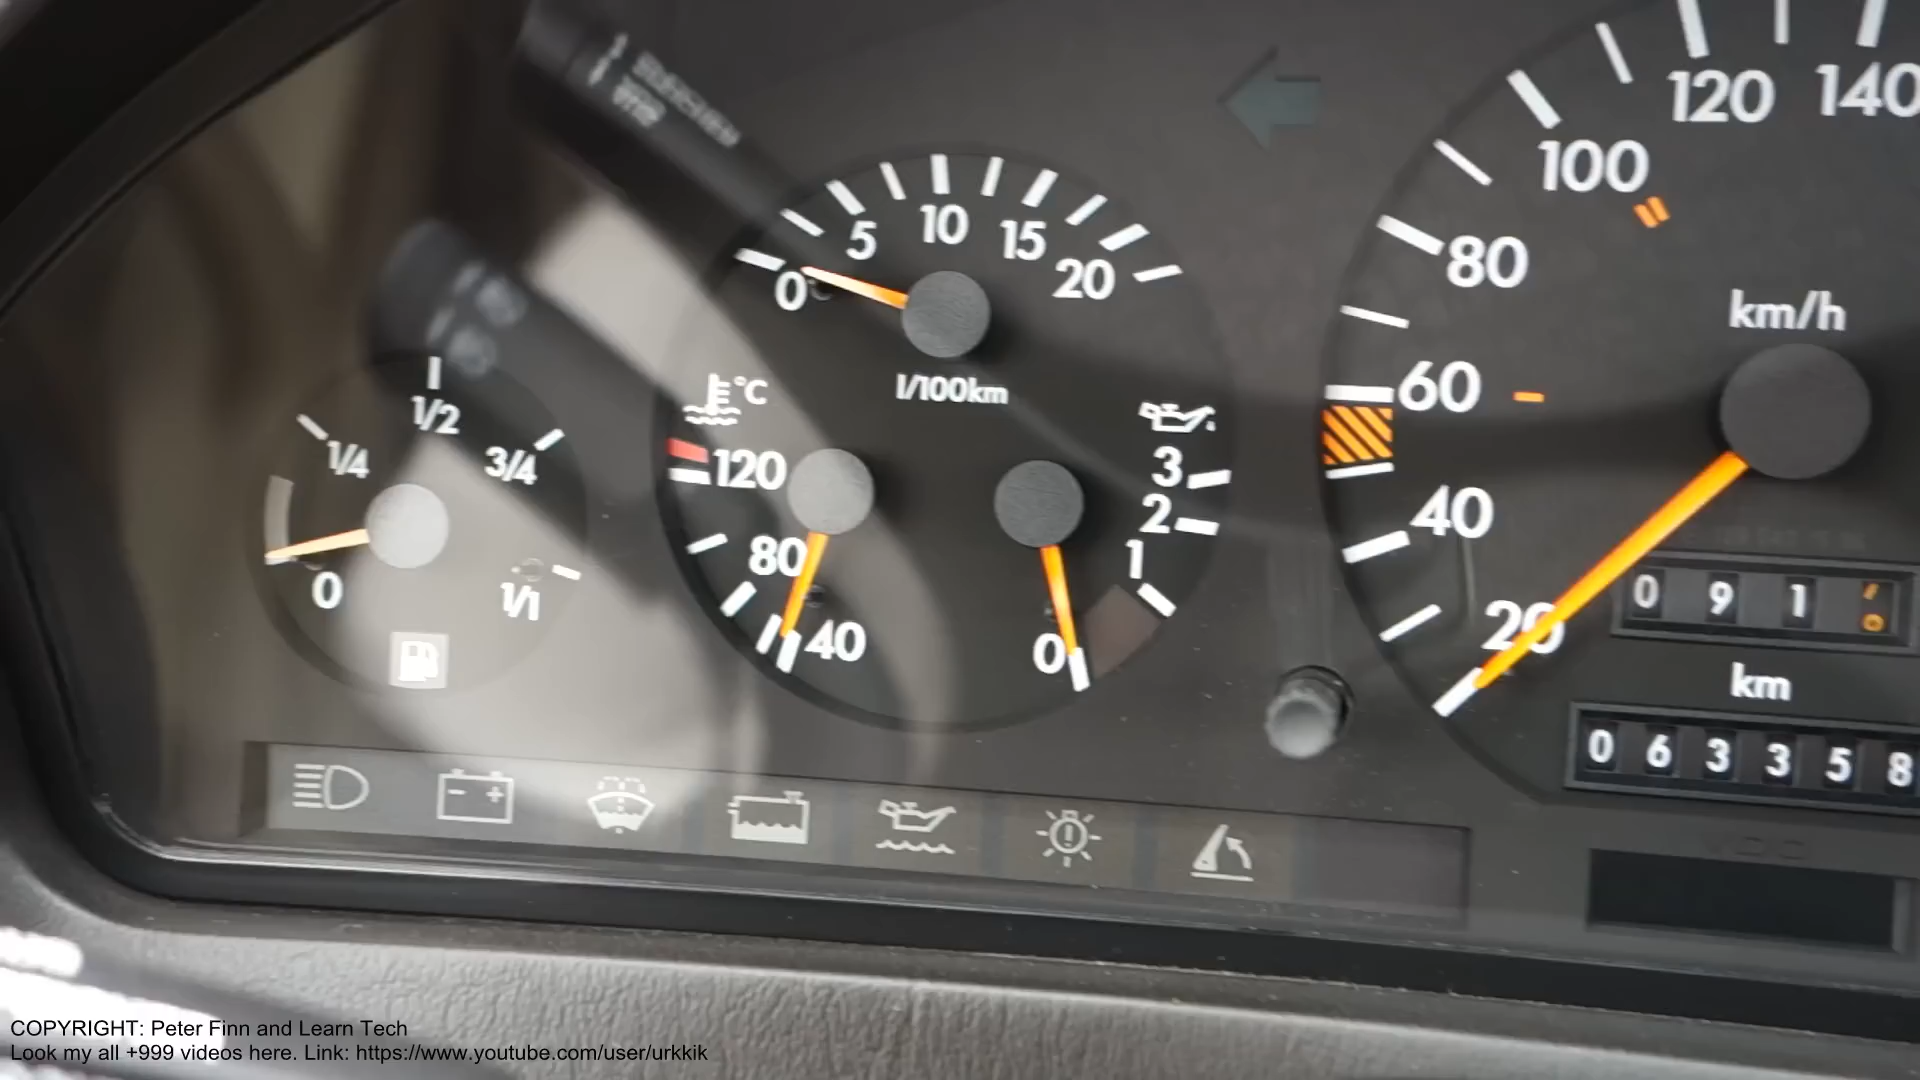 120 140
100
80
km/h
60
40
20
5 10 15 20
0
l/100km
°C
120
80
40
3
2
1
0
1/2
1/4 3/4
0 1/1
0 9 1
km
0 6 3 3 5 8
VDO
COPYRIGHT: Peter Finn and Learn Tech
Look my all +999 videos here. Link: https://www.youtube.com/user/urkkik